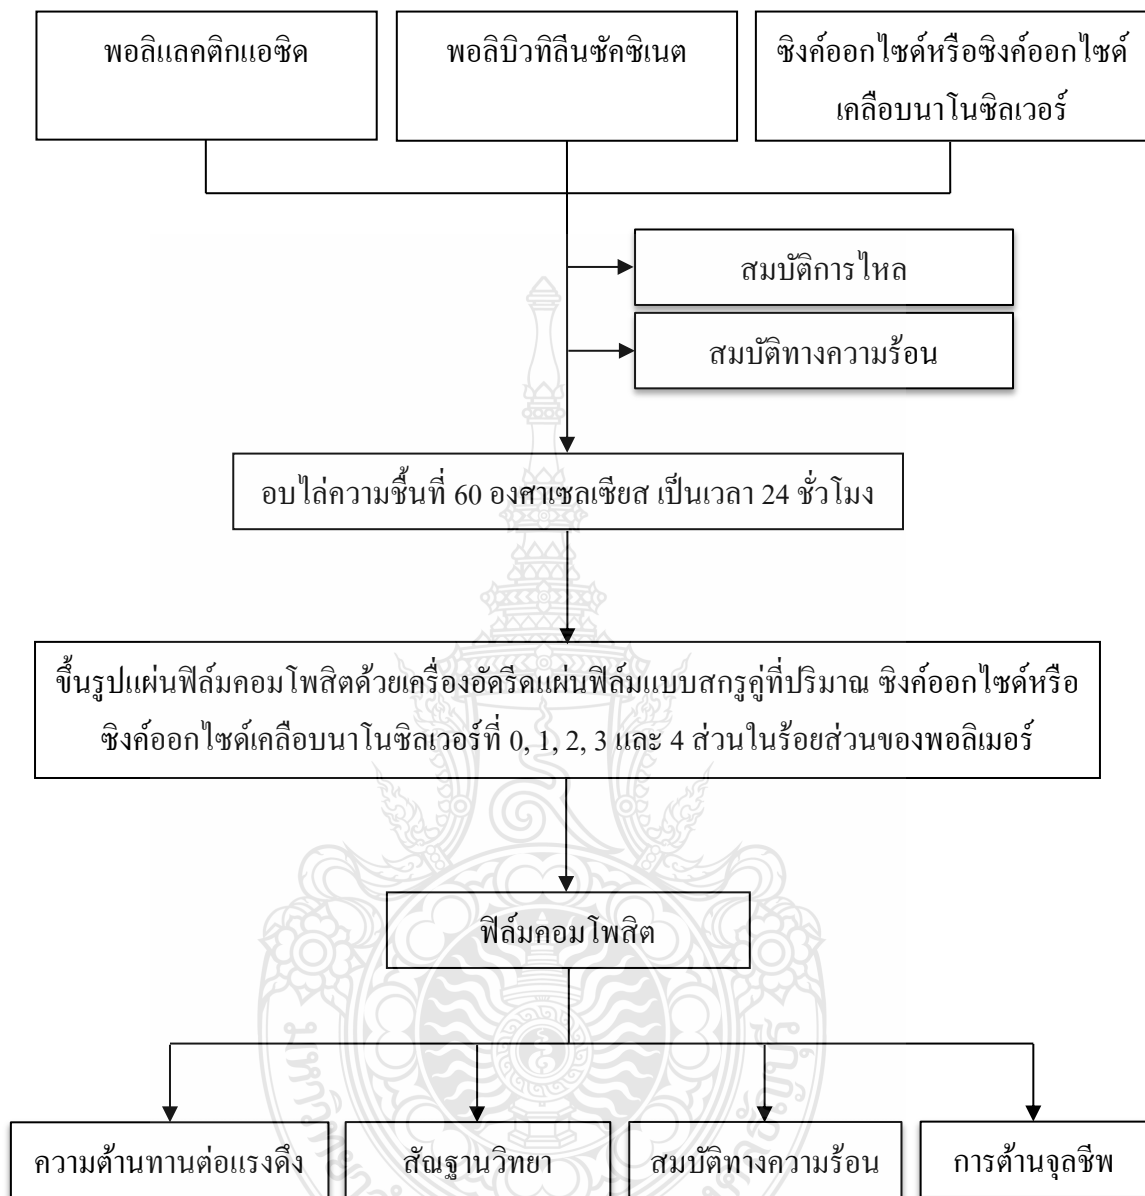 พอลิแลคติกแอซิด
พอลิบิวทิลีนซัคซิเนต
ซิงค์ออกไซด์หรือซิงค์ออกไซด์
เคลือบนาโนซิลเวอร์
สมบัติการไหล
สมบัติทางความร้อน
อบไล่ความชื้นที่ 60 องศาเซลเซียส เป็นเวลา 24 ชั่วโมง
ขึ้นรูปแผ่นฟิล์มคอมโพสิตด้วยเครื่องอัดรีดแผ่นฟิล์มแบบสกรูคู่ที่ปริมาณ ซิงค์ออกไซด์หรือ
ซิงค์ออกไซด์เคลือบนาโนซิลเวอร์ที่ 0, 1, 2, 3 และ 4 ส่วนในร้อยส่วนของพอลิเมอร์
ฟิล์มคอมโพสิต
ความต้านทานต่อแรงดึง
สัณฐานวิทยา
สมบัติทางความร้อน
การต้านจุลชีพ